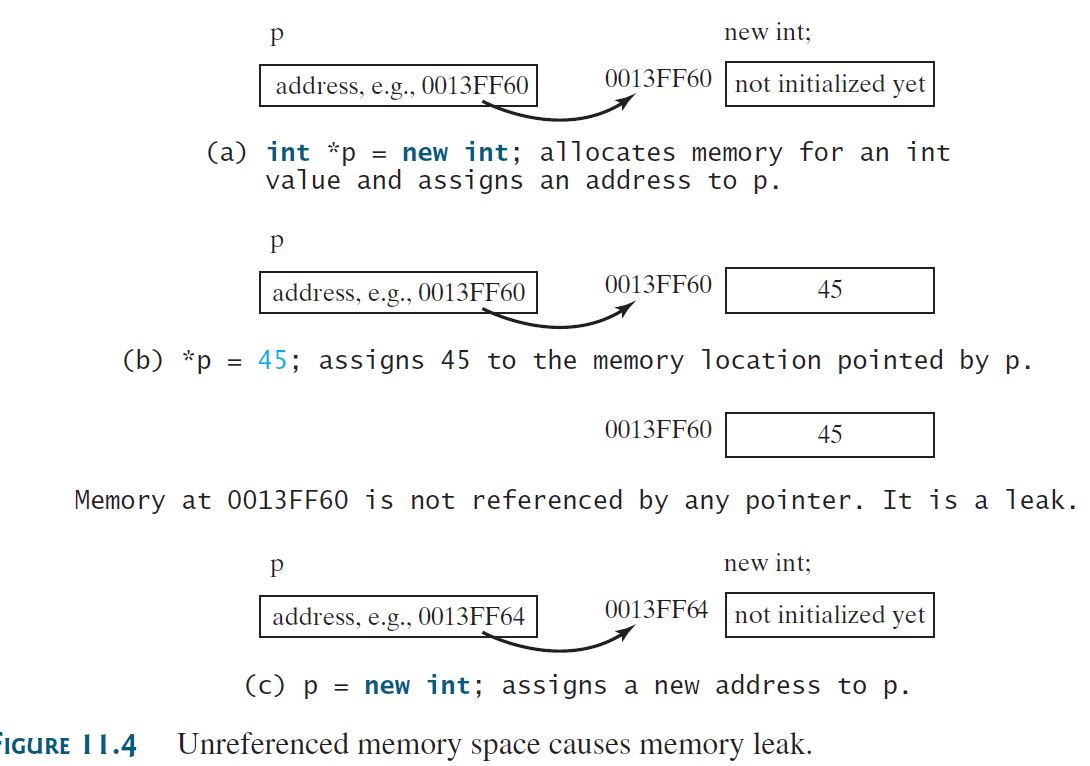 p new int;
address, e.g., 0013FF60 0013FF60 not initialized yet
(a) int *p = new int; allocates memory for an int
value and assigns an address to p.
p
address, e.g., 0013FF60 0013FF60 45
(b) *p = 45; assigns 45 to the memory location pointed by p.
0013FF60 45
Memory at 0013FF60 is not referenced by any pointer. It is a leak.
p new int;
address, e.g., 0013FF64 0013FF64 not initialized yet
(c) p = new int; assigns a new address to p.
FIGURE 11.4 Unreferenced memory space causes memory leak.